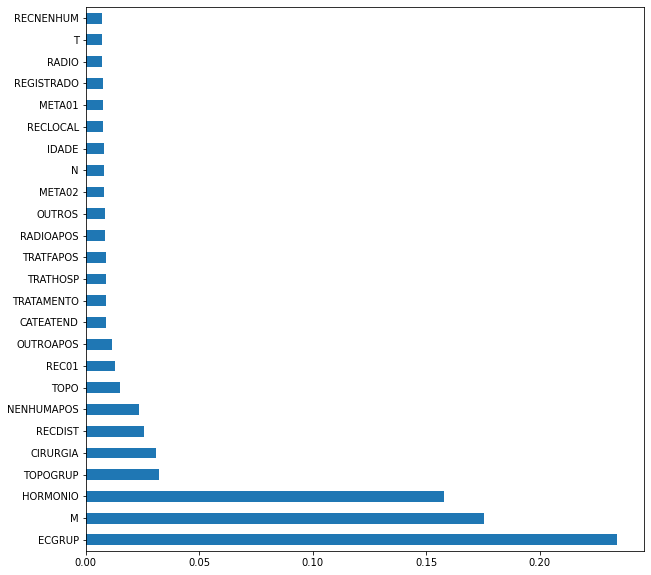 RECNENHUM
T
RADIO
REGISTRADO
META01
RECLOCAL
IDADE
N
META02
OUTROS
RADIOAPOS
TRATFAPOS
TRATHOSP
TRATAMENTO
CATEATEND
OUTROAPOS
REC01
TOPO
NENHUMAPOS
RECDIST
CIRURGIA
TOPOGRUP
HORMONIO
M
ECGRUP
0.00 0.05 0.10 0.15 0.20